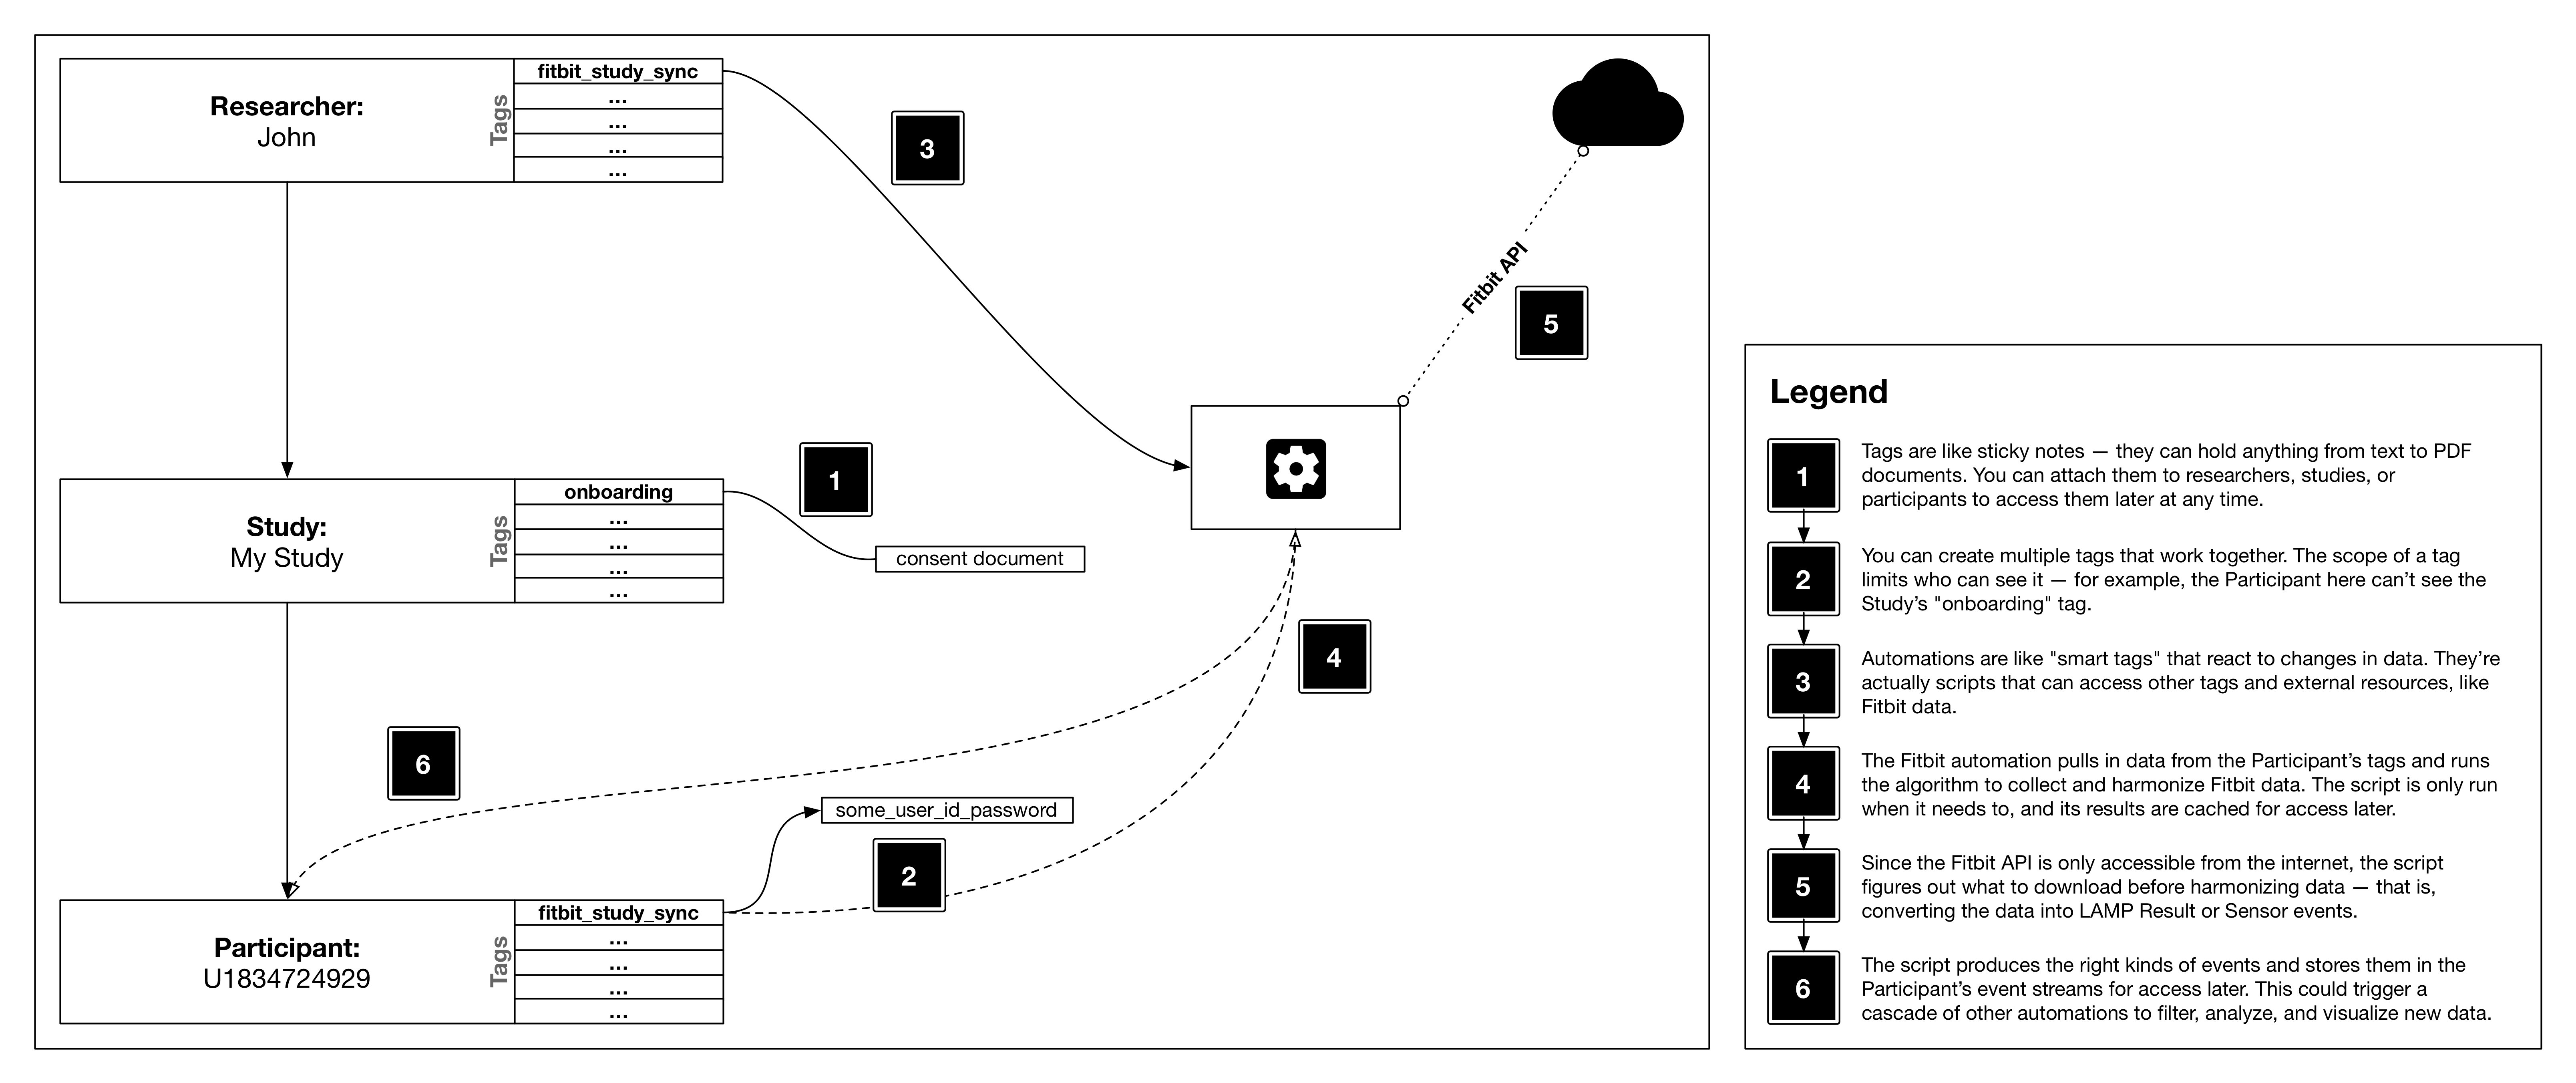 Researcher:
John
Tags
fitbit_study_sync
...
...
...
...
3
Fitbit API
5
Study:
My Study
Tags
onboarding
...
...
...
...
1
consent document
4
6
some_user_id_password
2
Participant:
U1834724929
Tags
fitbit_study_sync
...
...
...
...
Legend
1
Tags are like sticky notes — they can hold anything from text to PDF
documents. You can attach them to researchers, studies, or
participants to access them later at any time.
2
You can create multiple tags that work together. The scope of a tag
limits who can see it — for example, the Participant here can’t see the
Study’s "onboarding" tag.
3
Automations are like "smart tags" that react to changes in data. They’re
actually scripts that can access other tags and external resources, like
Fitbit data.
4
The Fitbit automation pulls in data from the Participant’s tags and runs
the algorithm to collect and harmonize Fitbit data. The script is only run
when it needs to, and its results are cached for access later.
5
Since the Fitbit API is only accessible from the internet, the script
figures out what to download before harmonizing data — that is,
converting the data into LAMP Result or Sensor events.
6
The script produces the right kinds of events and stores them in the
Participant’s event streams for access later. This could trigger a
cascade of other automations to filter, analyze, and visualize new data.